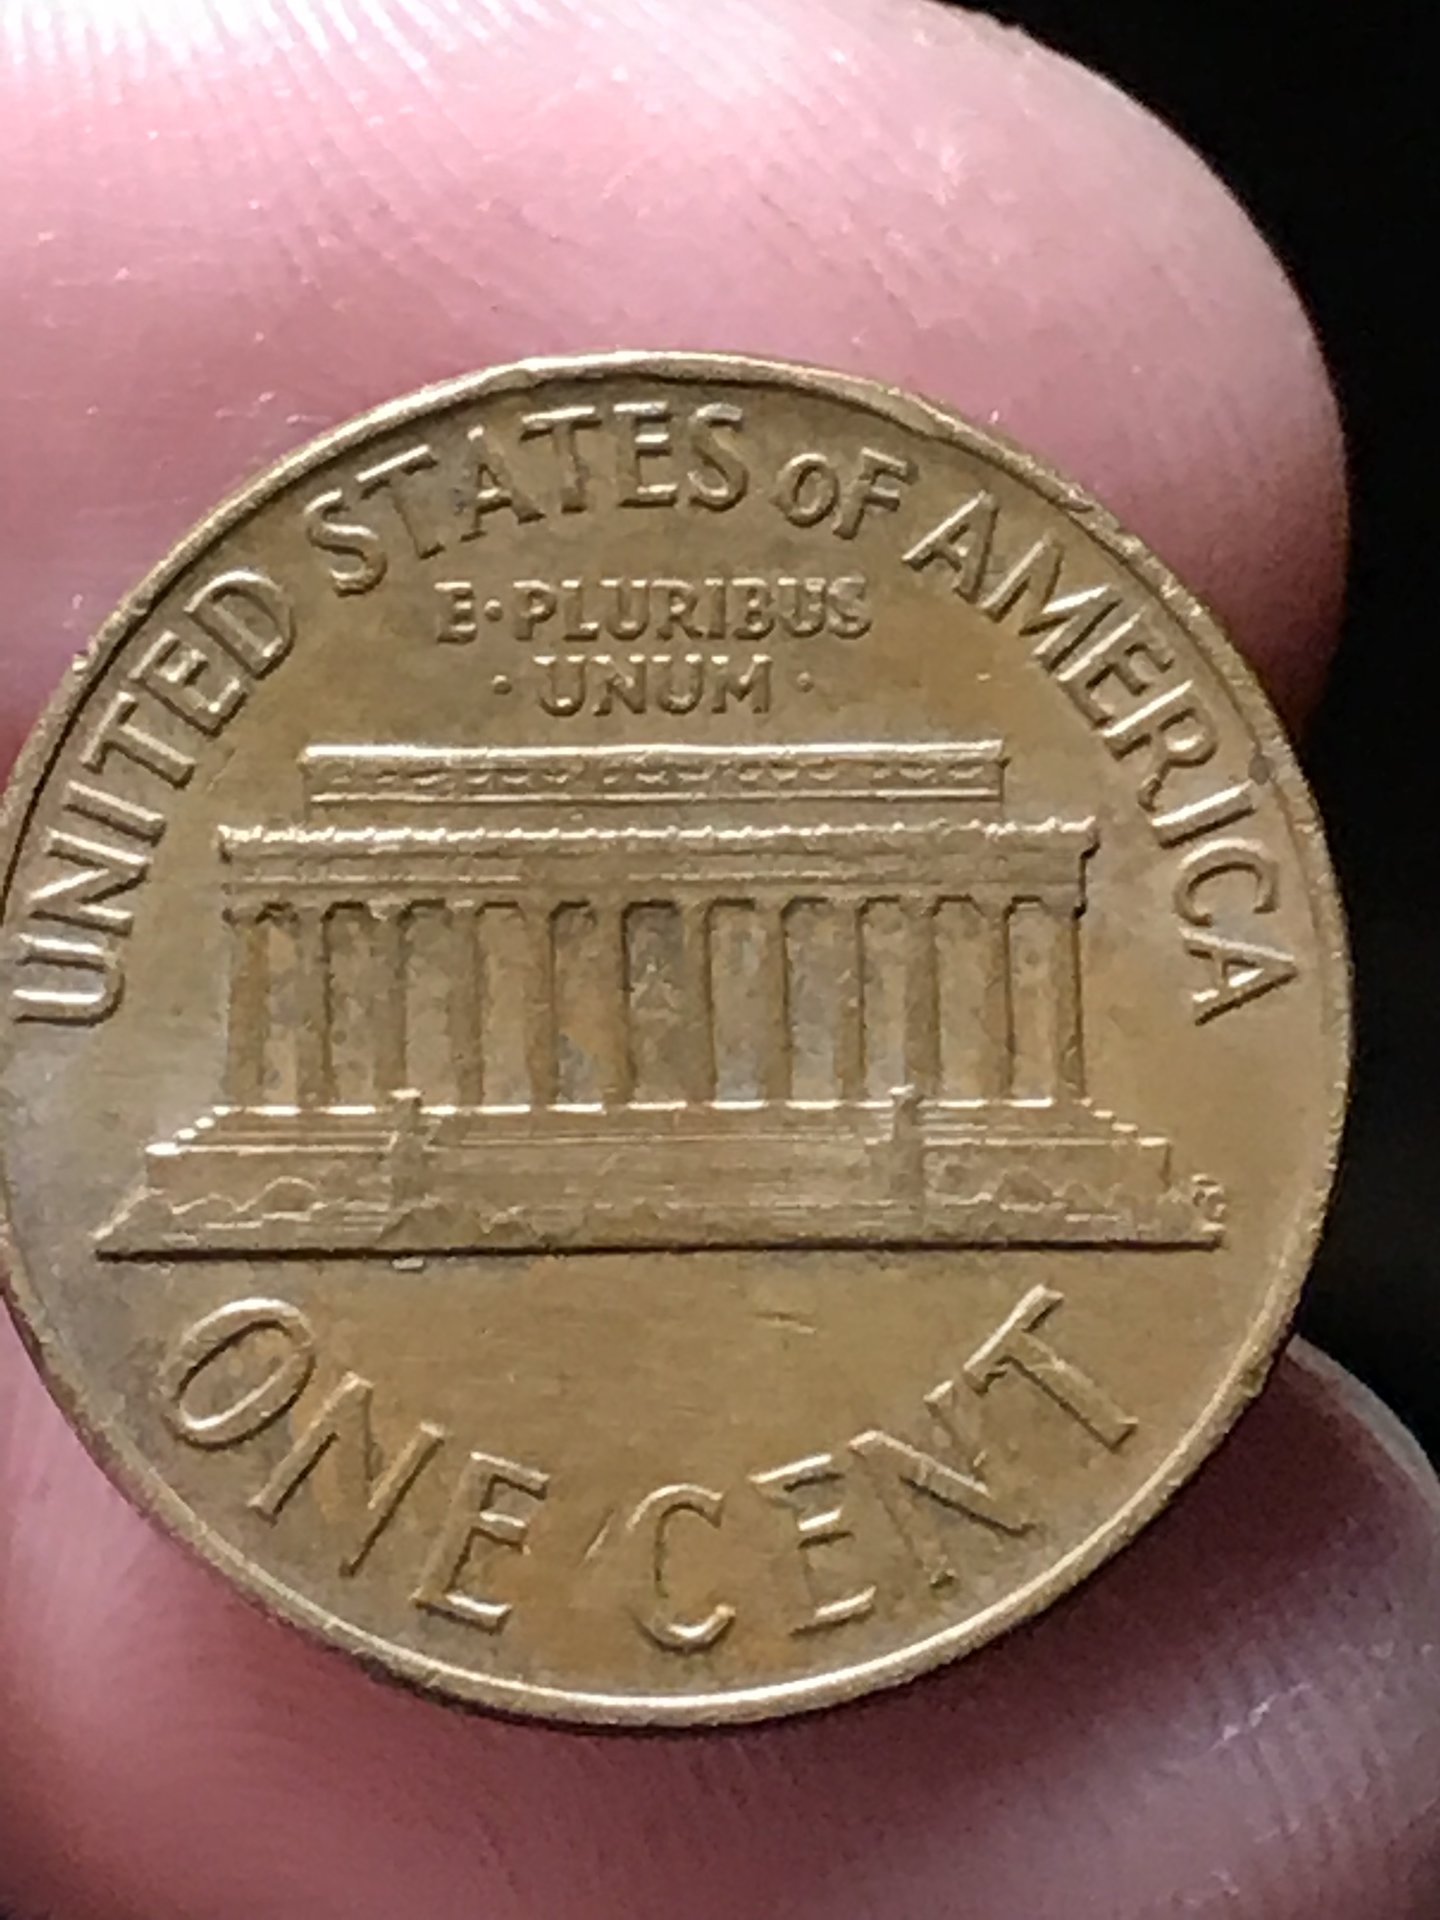 UNITED STATES OF AMERICA
E·PLURIBUS
·UNUM·
ONE CENT